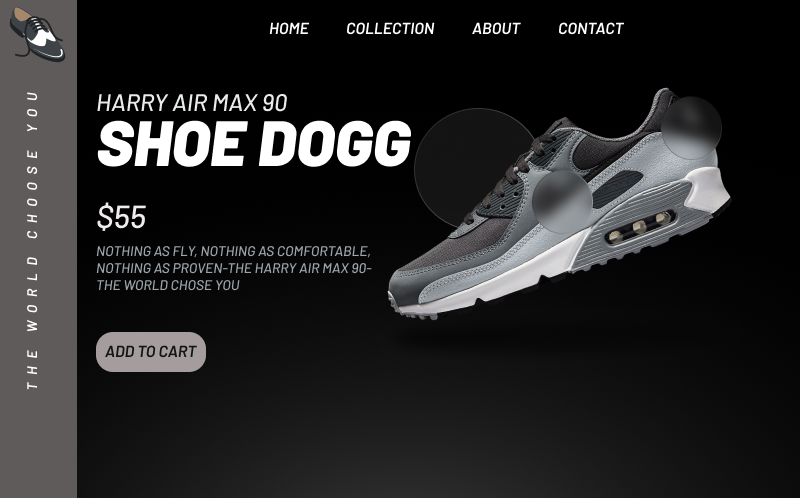 HOME COLLECTION ABOUT CONTACT
THE WORLD CHOOSE YOU
HARRY AIR MAX 90
SHOE DOGG
$55
NOTHING AS FLY, NOTHING AS COMFORTABLE,
NOTHING AS PROVEN-THE HARRY AIR MAX 90-
THE WORLD CHOSE YOU
ADD TO CART